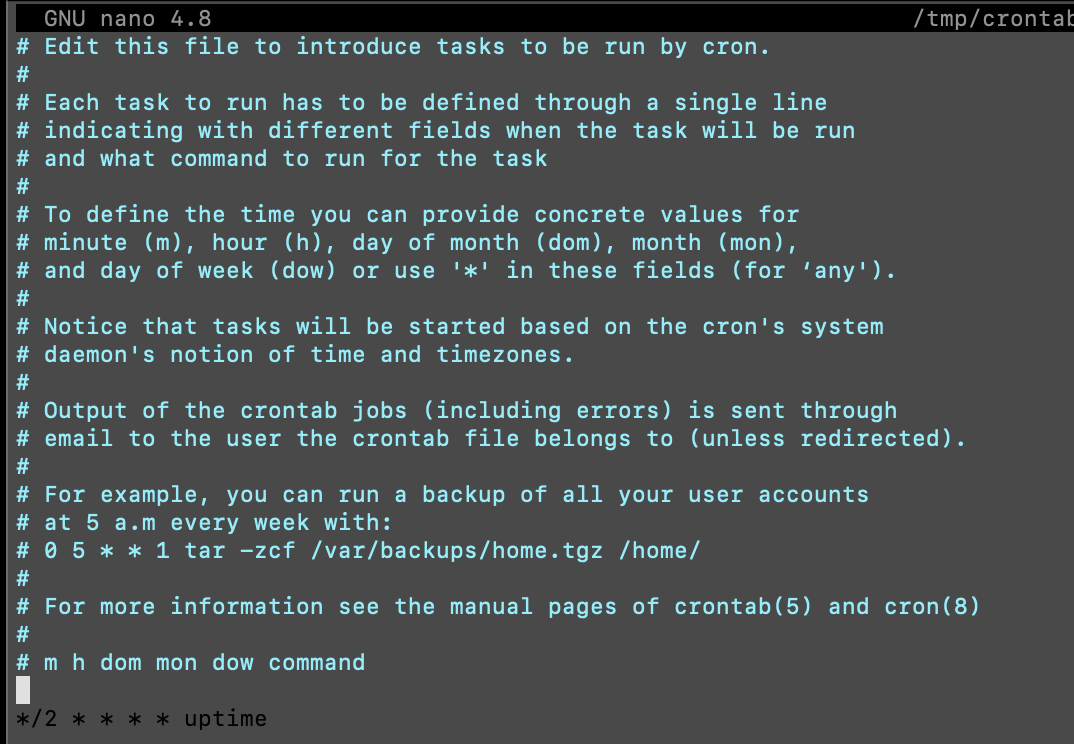 GNU nano 4.8 /tmp/crontab
# Edit this file to introduce tasks to be run by cron.
#
# Each task to run has to be defined through a single line
# indicating with different fields when the task will be run
# and what command to run for the task
#
# To define the time you can provide concrete values for
# minute (m), hour (h), day of month (dom), month (mon),
# and day of week (dow) or use '*' in these fields (for ‘any').
#
# Notice that tasks will be started based on the cron's system
# daemon's notion of time and timezones.
#
# Output of the crontab jobs (including errors) is sent through
# email to the user the crontab file belongs to (unless redirected).
#
# For example, you can run a backup of all your user accounts
# at 5 a.m every week with:
# 0 5 * * 1 tar –zcf /var/backups/home.tgz /home/
#
# For more information see the manual pages of crontab(5) and cron(8)
#
# m h dom mon dow command
*/2 * * * * uptime